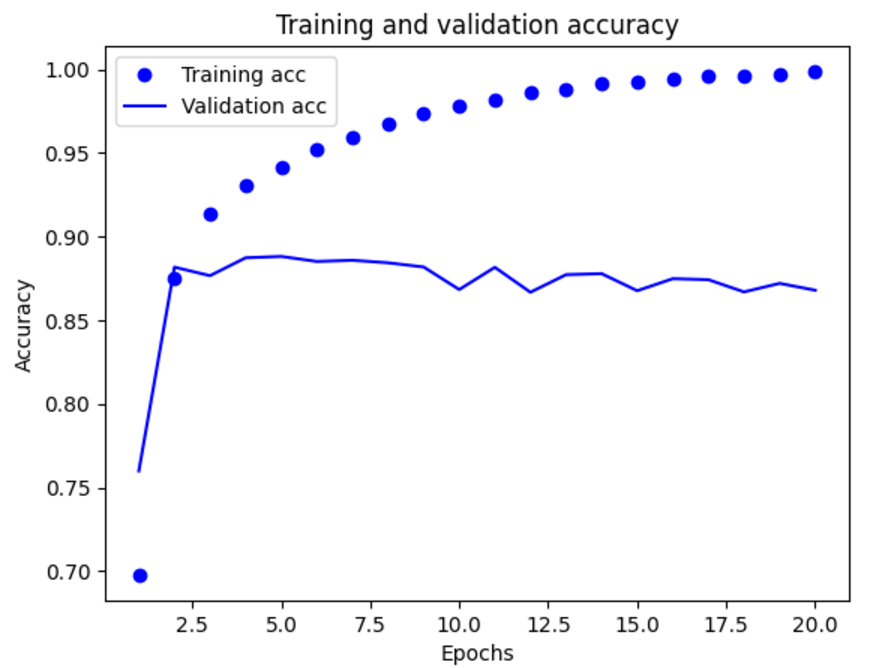 Training and validation accuracy
Training acc
Validation acc
1.00
0.95
0.90
0.85
0.80
0.75
0.70
Accuracy
2.5 5.0 7.5 10.0 12.5 15.0 17.5 20.0
Epochs